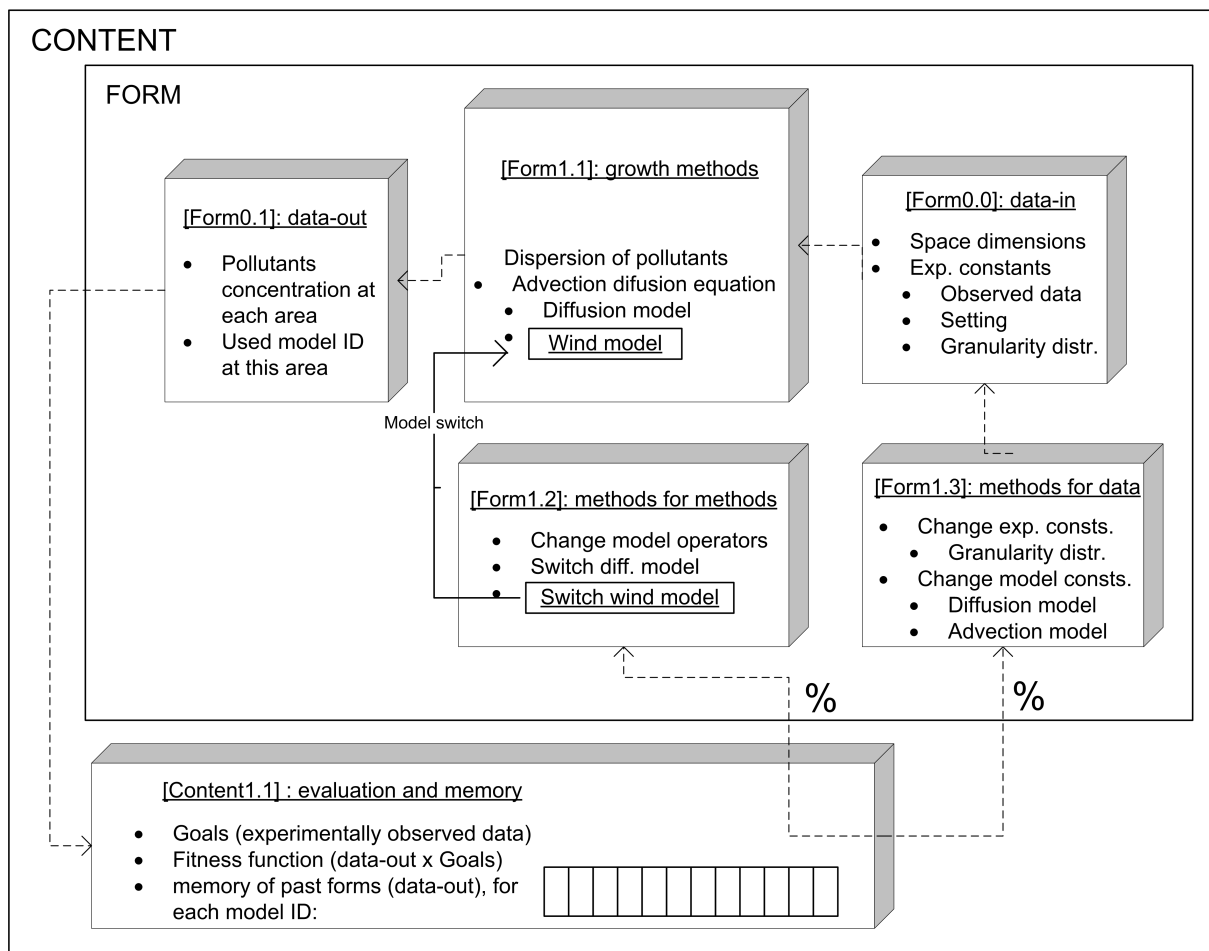 CONTENT
FORM
[Form0.1]: data-out
• Pollutants
concentration at
each area
• Used model ID
at this area
[Form1.1]: growth methods
Dispersion of pollutants
• Advection difusion equation
• Diffusion model
• Wind model
[Form0.0]: data-in
• Space dimensions
• Exp. constants
• Observed data
• Setting
• Granularity distr.
Model switch
[Form1.2]: methods for methods
• Change model operators
• Switch diff. model
• Switch wind model
[Form1.3]: methods for data
• Change exp. consts.
• Granularity distr.
• Change model consts.
• Diffusion model
• Advection model
%
%
[Content1.1] : evaluation and memory
• Goals (experimentally observed data)
• Fitness function (data-out x Goals)
• memory of past forms (data-out), for
each model ID: